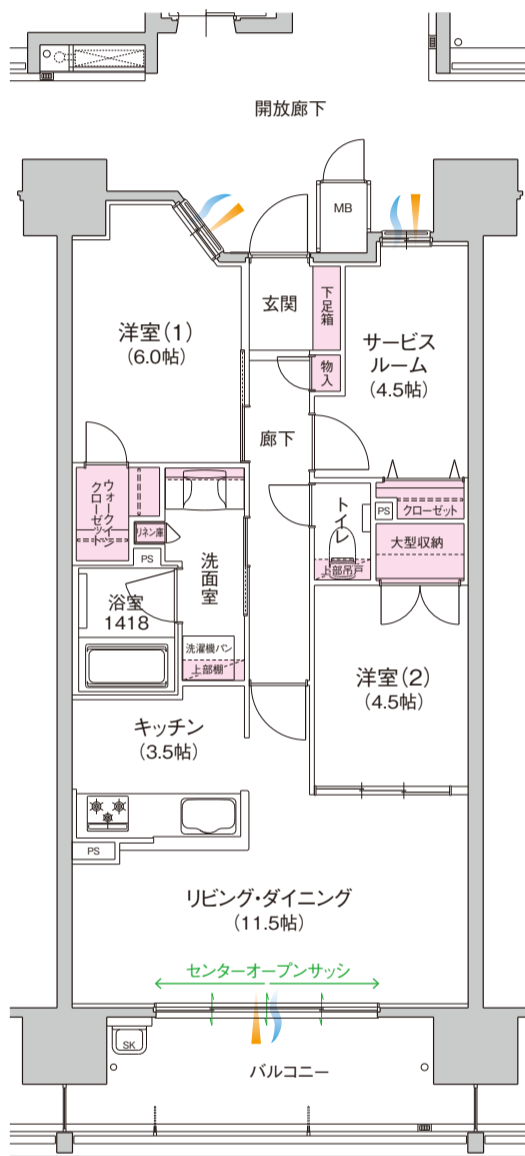 開放廊下
MB
玄関
下足箱
洋室(1)
(6.0帖)
サービス
ルーム
(4.5帖)
物入
廊下
ウォークイン
クローゼット
リネン庫
PS
洗面室
トイレ
上部吊戸
PS
クローゼット
大型収納
浴室
1418
洗濯機パン
上部棚
洋室(2)
(4.5帖)
キッチン
(3.5帖)
PS
リビング・ダイニング
(11.5帖)
センターオープンサッシ
SK
バルコニー